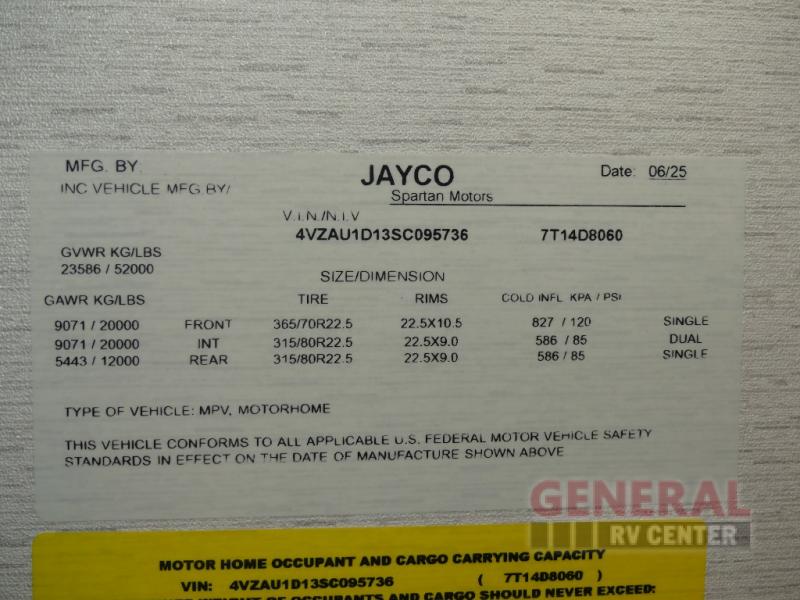 MFG. BY: JAYCO Date: 06/25
INC VEHICLE MFG.BY/ Spartan Motors
V.I.N./N.I.V
4VZAU1D13SC095736 7T14D8060
GVWR KG/LBS
23586 / 52000
SIZE/DIMENSION
GAWR KG/LBS TIRE RIMS COLD INFL KPA / PSI
9071 / 20000 FRONT 365/70R22.5 22.5X10.5 827 / 120 SINGLE
9071 / 20000 INT 315/80R22.5 22.5X9.0 586 / 85 DUAL
5443 / 12000 REAR 315/80R22.5 22.5X9.0 586 / 85 SINGLE
TYPE OF VEHICLE: MPV, MOTORHOME
THIS VEHICLE CONFORMS TO ALL APPLICABLE U.S. FEDERAL MOTOR VEHICLE SAFETY
STANDARDS IN EFFECT ON THE DATE OF MANUFACTURE SHOWN ABOVE
GENERAL
RV CENTER
MOTOR HOME OCCUPANT AND CARGO CARRYING CAPACITY
VIN: 4VZAU1D13SC095736 ( 7T14D8060 )
WEIGHT OF OCCUPANTS AND CARGO SHOULD NEVER EXCEED: